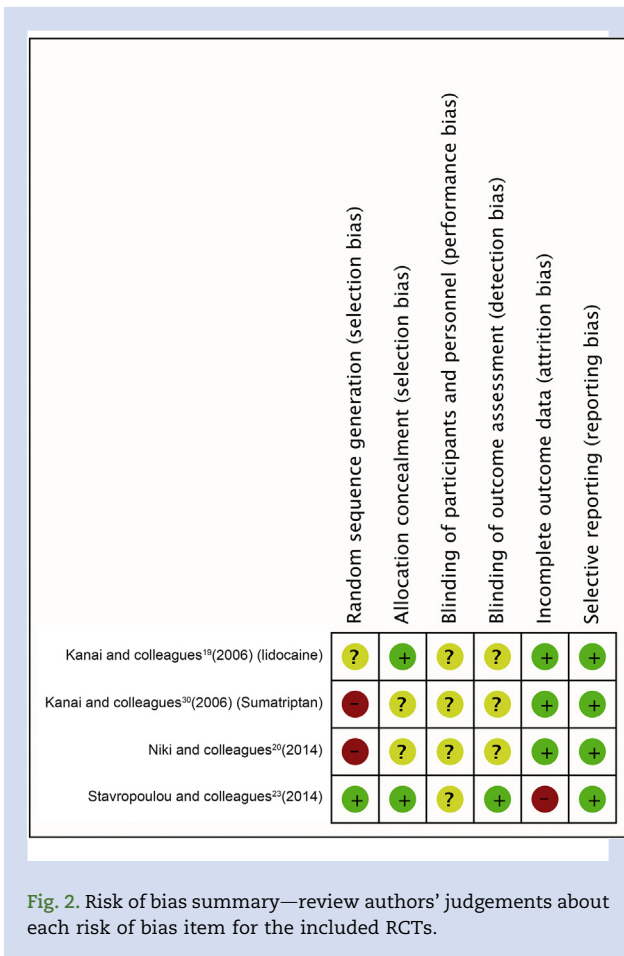 Random sequence generation (selection bias)
Allocation concealment (selection bias)
Blinding of participants and personnel (performance bias)
Blinding of outcome assessment (detection bias)
Incomplete outcome data (attrition bias)
Selective reporting (reporting bias)
Kanai and colleagues¹⁹(2006) (lidocaine) ? + ? ? + +
Kanai and colleagues³⁰(2006) (Sumatriptan) − ? ? ? + +
Niki and colleagues²⁰(2014) − ? ? ? + +
Stavropoulou and colleagues²³(2014) + + ? + − +
Fig. 2. Risk of bias summary—review authors’ judgement about
each risk of bias item for the included RCTs.